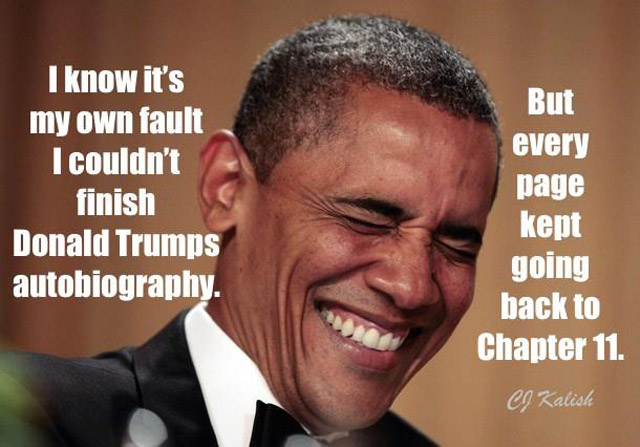 I know it's
my own fault
I couldn't
finish
Donald Trumps
autobiography.
But
every
page
kept
going
back to
Chapter 11.
CJ Kalish